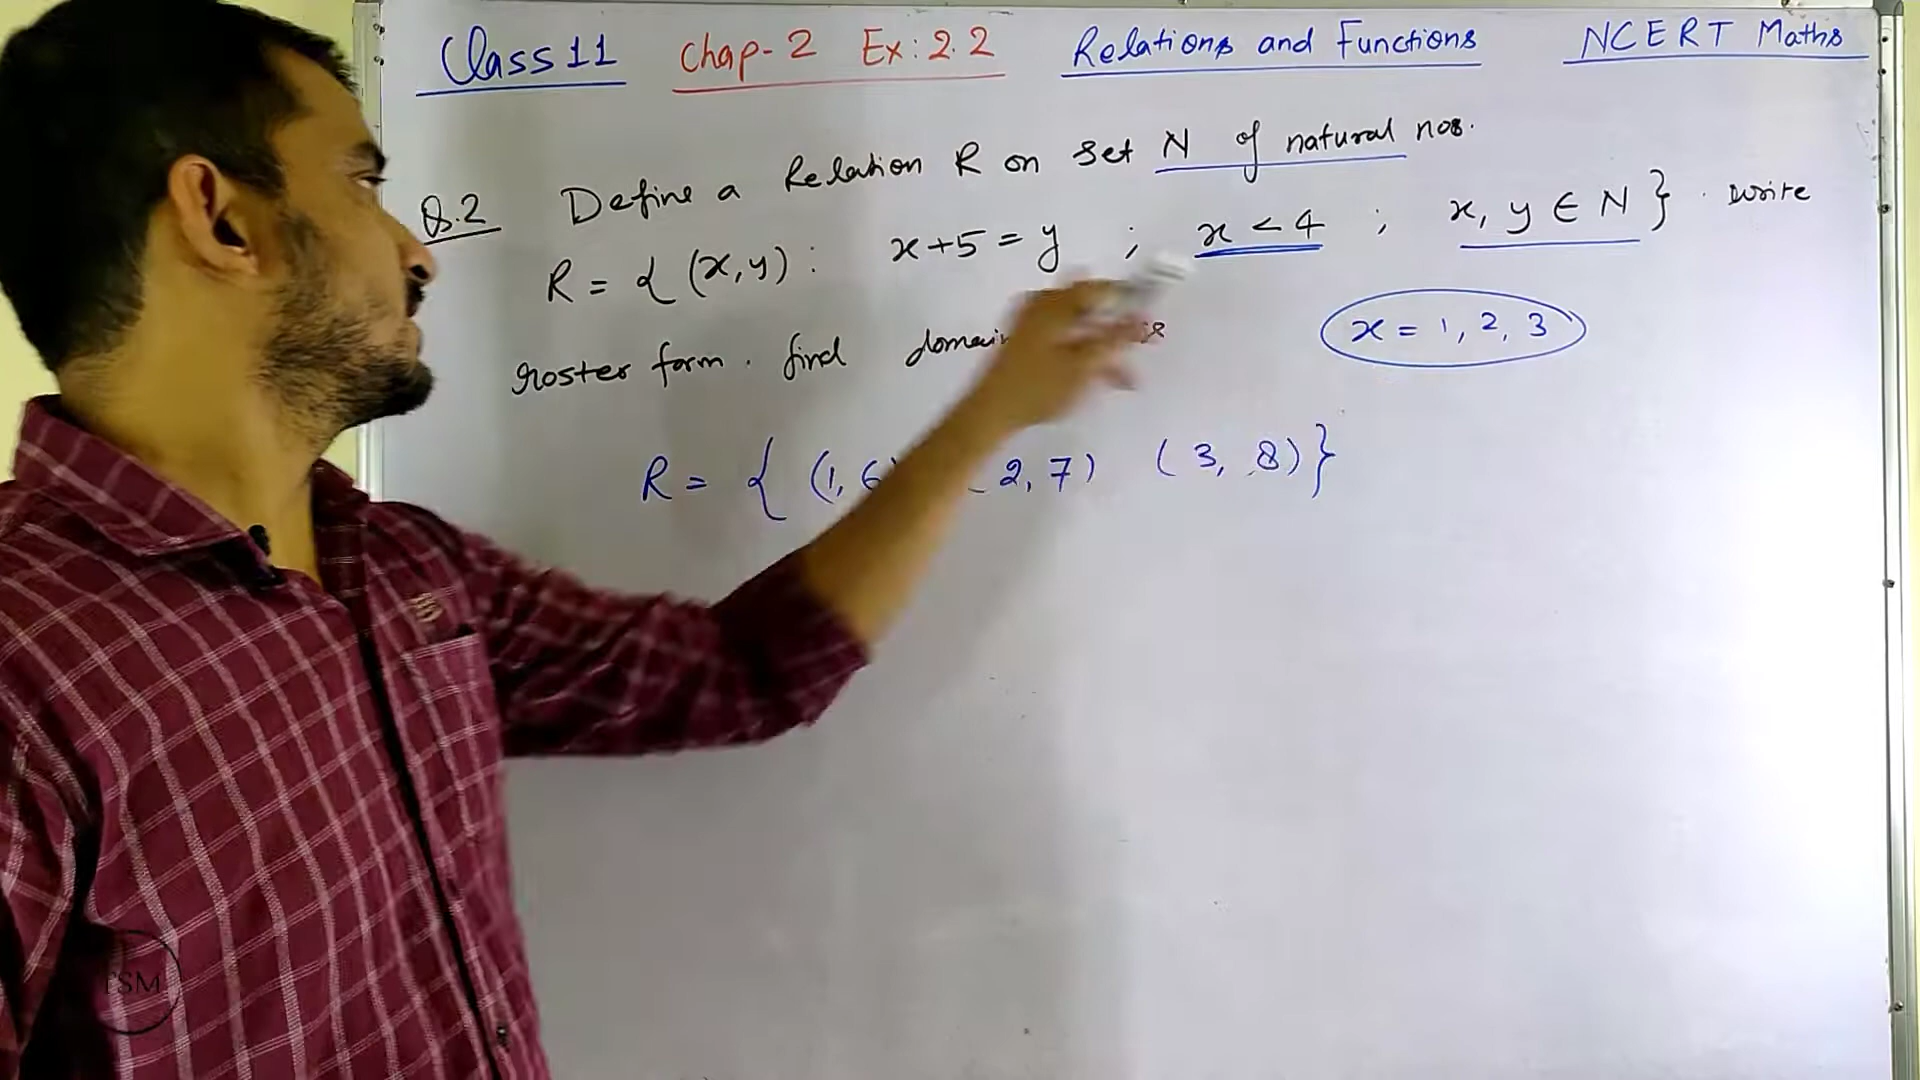 Class 11 Chap-2 Ex: 2.2 Relations and Functions NCERT Maths
Q.2 Define a Relation R on set N of natural nos.
R = { (x,y) : x+5 = y ; x < 4 ; x, y ∈ N } . write
roster form . find domain
x = 1, 2, 3
R = { (1, 6) 2, 7) (3, 8) }
TSM